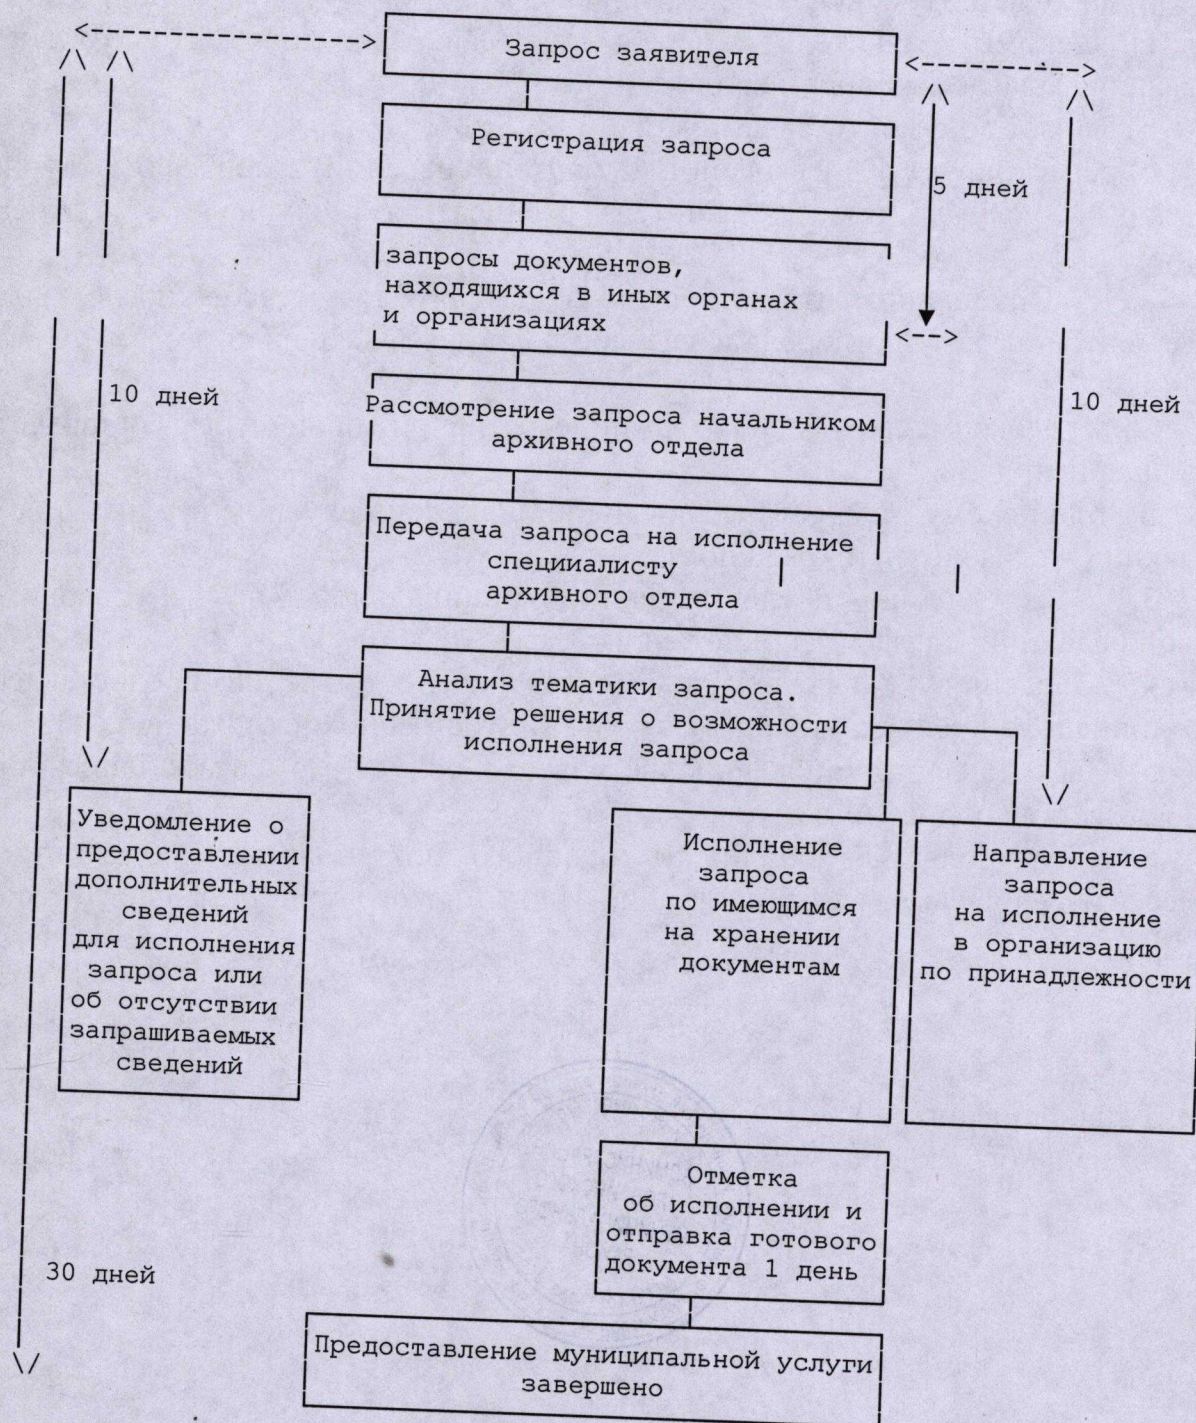 Запрос заявителя
Регистрация запроса
5 дней
запросы документов,
находящихся в иных органах
и организациях
10 дней
Рассмотрение запроса начальником
архивного отдела
10 дней
Передача запроса на исполнение
специиалисту
архивного отдела
Анализ тематики запроса.
Принятие решения о возможности
исполнения запроса
Уведомление о
предоставлении
дополнительных
сведений
для исполнения
запроса или
об отсутствии
запрашиваемых
сведений
Исполнение
запроса
по имеющимся
на хранении
документам
Направление
запроса
на исполнение
в организацию
по принадлежности
Отметка
об исполнении и
отправка готового
документа 1 день
30 дней
Предоставление муниципальной услуги
завершено